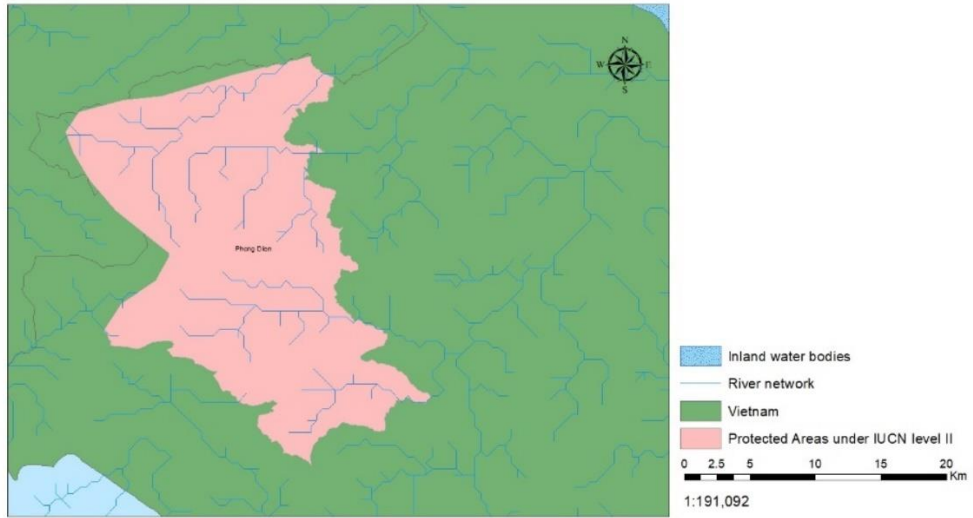 N
W E
S
Phong Dien
Inland water bodies
River network
Vietnam
Protected Areas under IUCN level II
0 2.5 5 10 15 20
Km
1:191,092